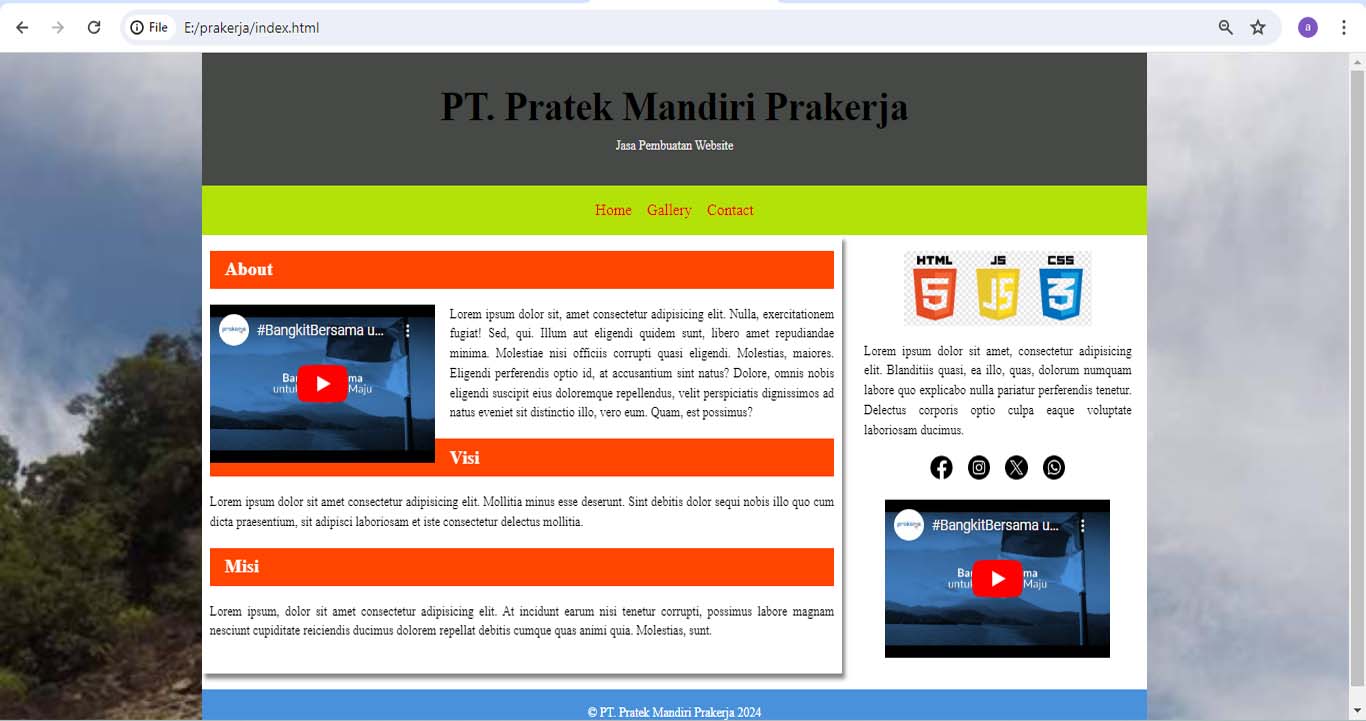 File E:/prakerja/index.html
a
PT. Pratek Mandiri Prakerja
Jasa Pembuatan Website
Home Gallery Contact
About
prakerja #BangkitBersama u...
Ba ma
untuk Maju
Lorem ipsum dolor sit, amet consectetur adipisicing elit. Nulla, exercitationem
fugiat! Sed, qui. Illum aut eligendi quidem sunt, libero amet repudiandae
minima. Molestiae nisi officiis corrupti quasi eligendi. Molestias, maiores.
Eligendi perferendis optio id, at accusantium sint natus? Dolore, omnis nobis
eligendi suscipit eius doloremque repellendus, velit perspiciatis dignissimos ad
natus eveniet sit distinctio illo, vero eum. Quam, est possimus?
Visi
Lorem ipsum dolor sit amet consectetur adipisicing elit. Mollitia minus esse deserunt. Sint debitis dolor sequi nobis illo quo cum
dicta praesentium, sit adipisci laboriosam et iste consectetur delectus mollitia.
Misi
Lorem ipsum, dolor sit amet consectetur adipisicing elit. At incidunt earum nisi tenetur corrupti, possimus labore magnam
nesciunt cupiditate reiciendis ducimus dolorem repellat debitis cumque quas animi quia. Molestias, sunt.
HTML JS CSS
5 JS 3
Lorem ipsum dolor sit amet, consectetur adipisicing
elit. Blanditiis quasi, ea illo, quas, dolorum numquam
labore quo explicabo nulla pariatur perferendis tenetur.
Delectus corporis optio culpa eaque voluptate
laboriosam ducimus.
prakerja #BangkitBersama u...
Ba ma
untuk Maju
© PT. Pratek Mandiri Prakerja 2024